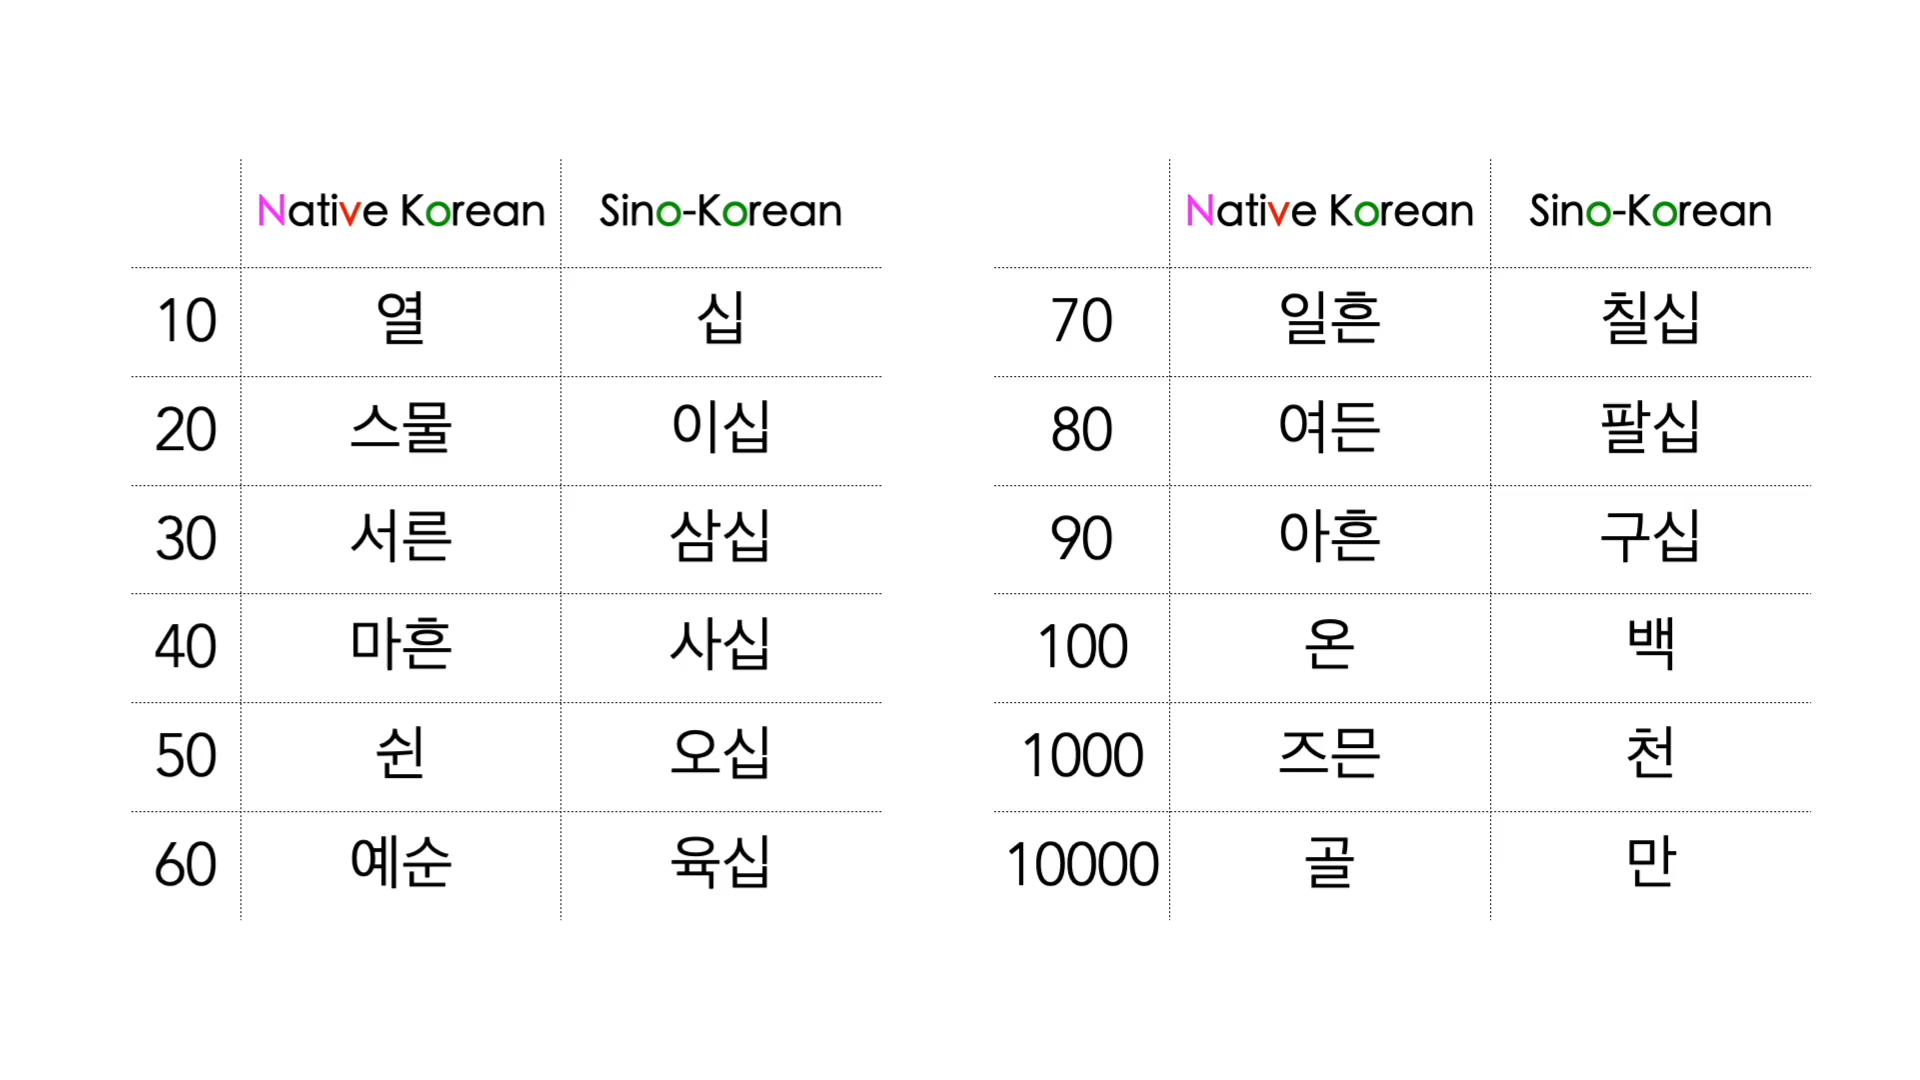 Native Korean Sino-Korean
10 열 십
20 스물 이십
30 서른 삼십
40 마흔 사십
50 쉰 오십
60 예순 육십
Native Korean Sino-Korean
70 일흔 칠십
80 여든 팔십
90 아흔 구십
100 온 백
1000 즈믄 천
10000 골 만